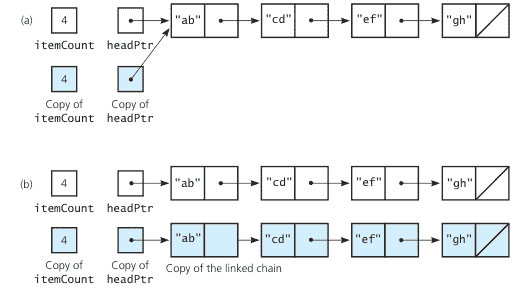 (a) 4 "ab" "cd" "ef" "gh"
itemCount headPtr
4
Copy of Copy of
itemCount headPtr
(b) 4 "ab" "cd" "ef" "gh"
itemCount headPtr
4 "ab" "cd" "ef" "gh"
Copy of Copy of Copy of the linked chain
itemCount headPtr